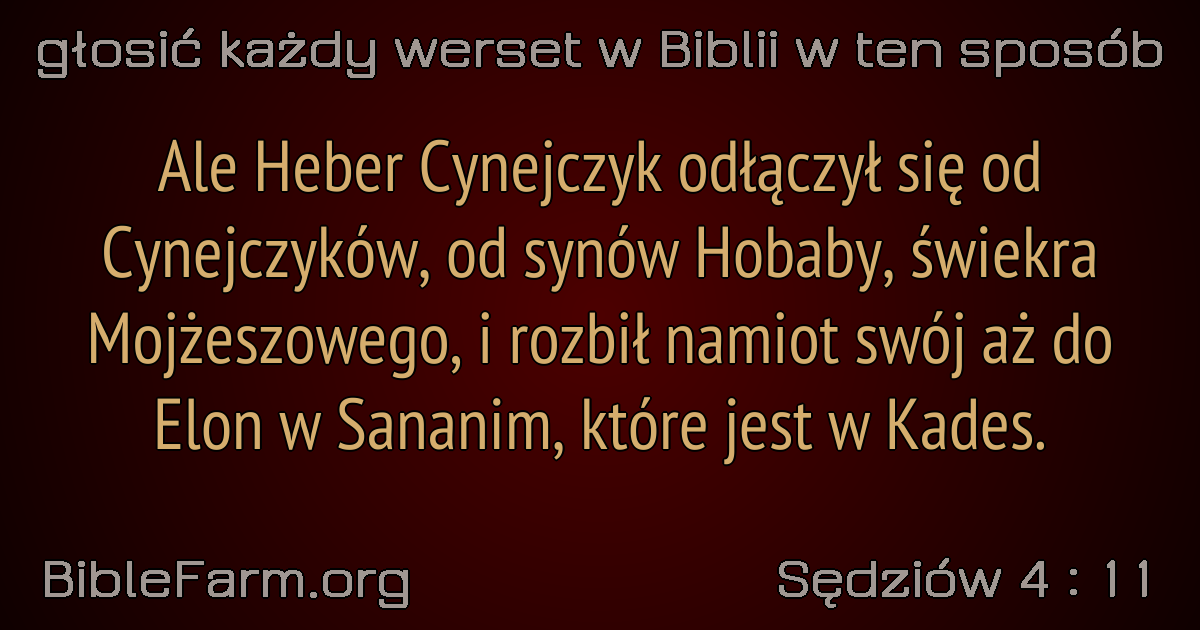 głosić każdy werset w Biblii w ten sposób
Ale Heber Cynejczyk odłączył się od
Cynejczyków, od synów Hobaby, świekra
Mojżeszowego, i rozbił namiot swój aż do
Elon w Sananim, które jest w Kades.
BibleFarm.org
Sędziów 4 : 11